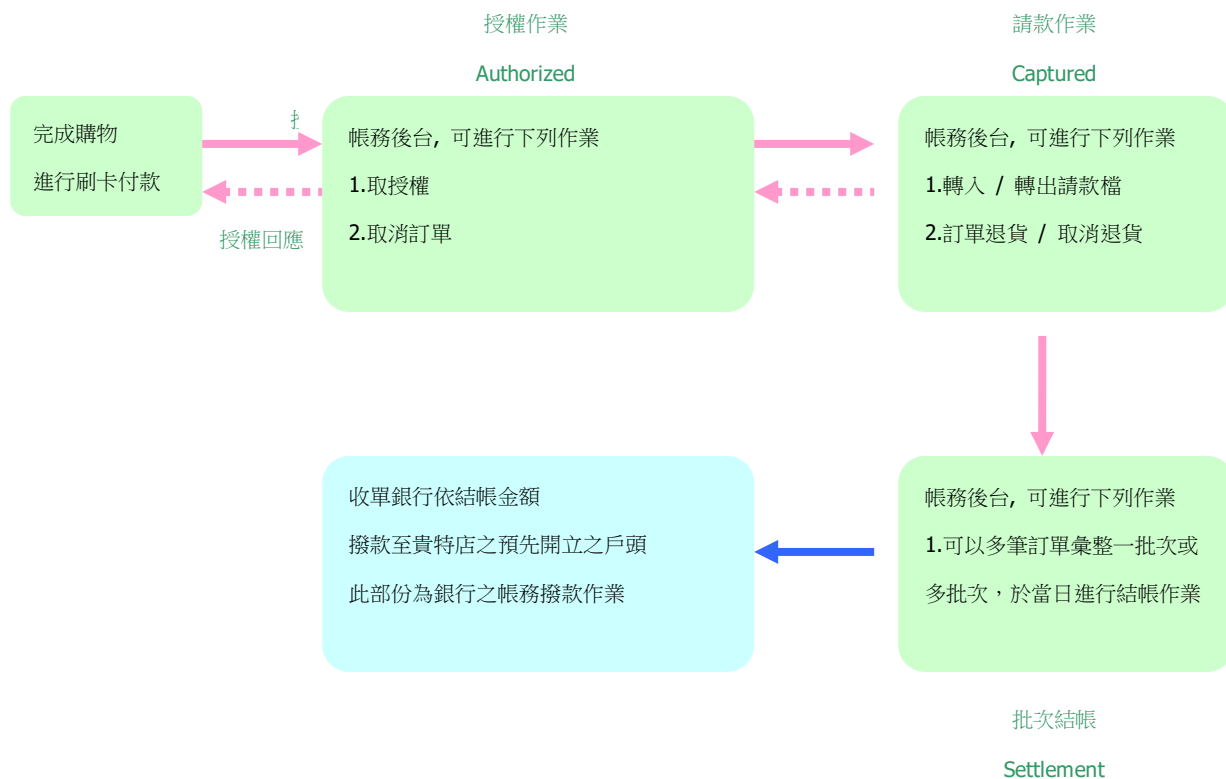 授權作業
Authorized
請款作業
Captured
完成購物
進行刷卡付款
授權回應
帳務後台, 可進行下列作業
1.取授權
2.取消訂單
帳務後台, 可進行下列作業
1.轉入 / 轉出請款檔
2.訂單退貨 / 取消退貨
收單銀行依結帳金額
撥款至貴特店之預先開立之戶頭
此部份為銀行之帳務撥款作業
帳務後台, 可進行下列作業
1.可以多筆訂單彙整一批次或
多批次，於當日進行結帳作業
批次結帳
Settlement